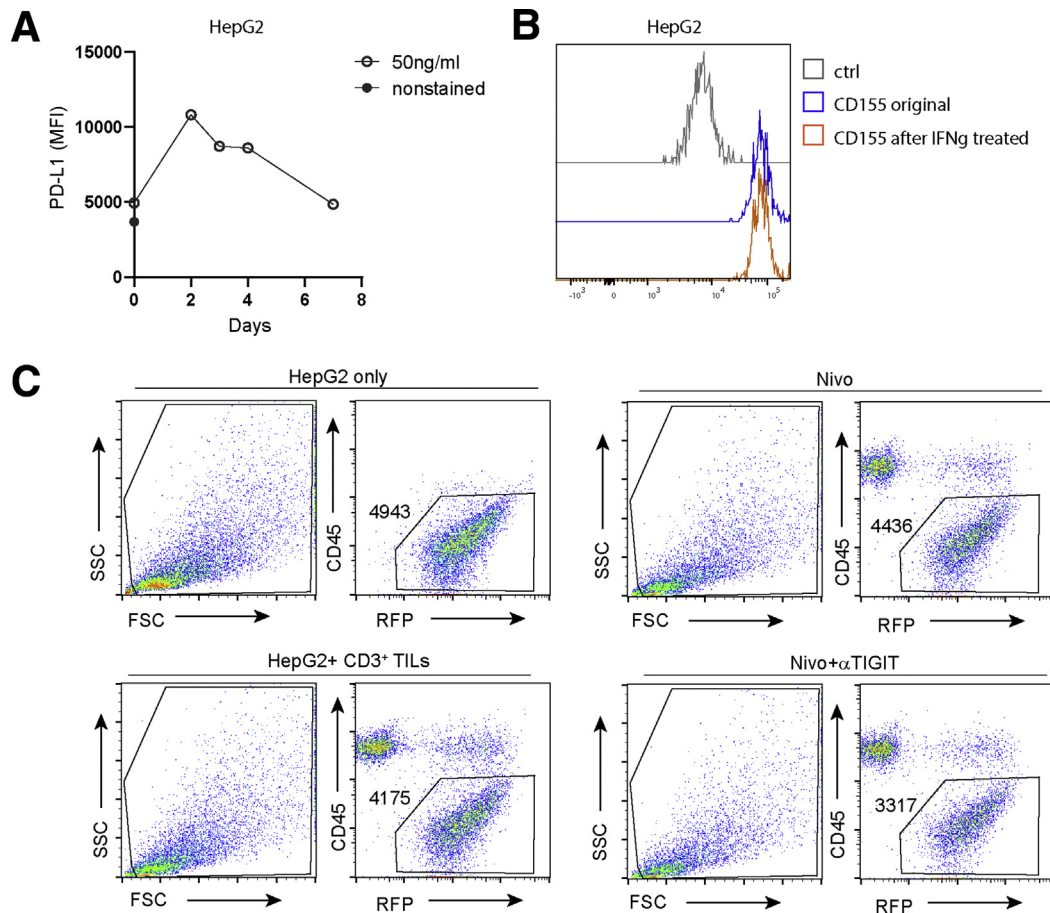 A
HepG2
PD-L1 (MFI)
15000
10000
5000
0
0 2 4 6 8
Days
50ng/ml
nonstained
B
HepG2
-10³ 0 10³ 10⁴ 10⁵
ctrl
CD155 original
CD155 after IFNg treated
C
HepG2 only
SSC
FSC
CD45
4943
RFP
Nivo
SSC
FSC
CD45
4436
RFP
HepG2+ CD3⁺ TILs
SSC
FSC
CD45
4175
RFP
Nivo+αTIGIT
SSC
FSC
CD45
3317
RFP